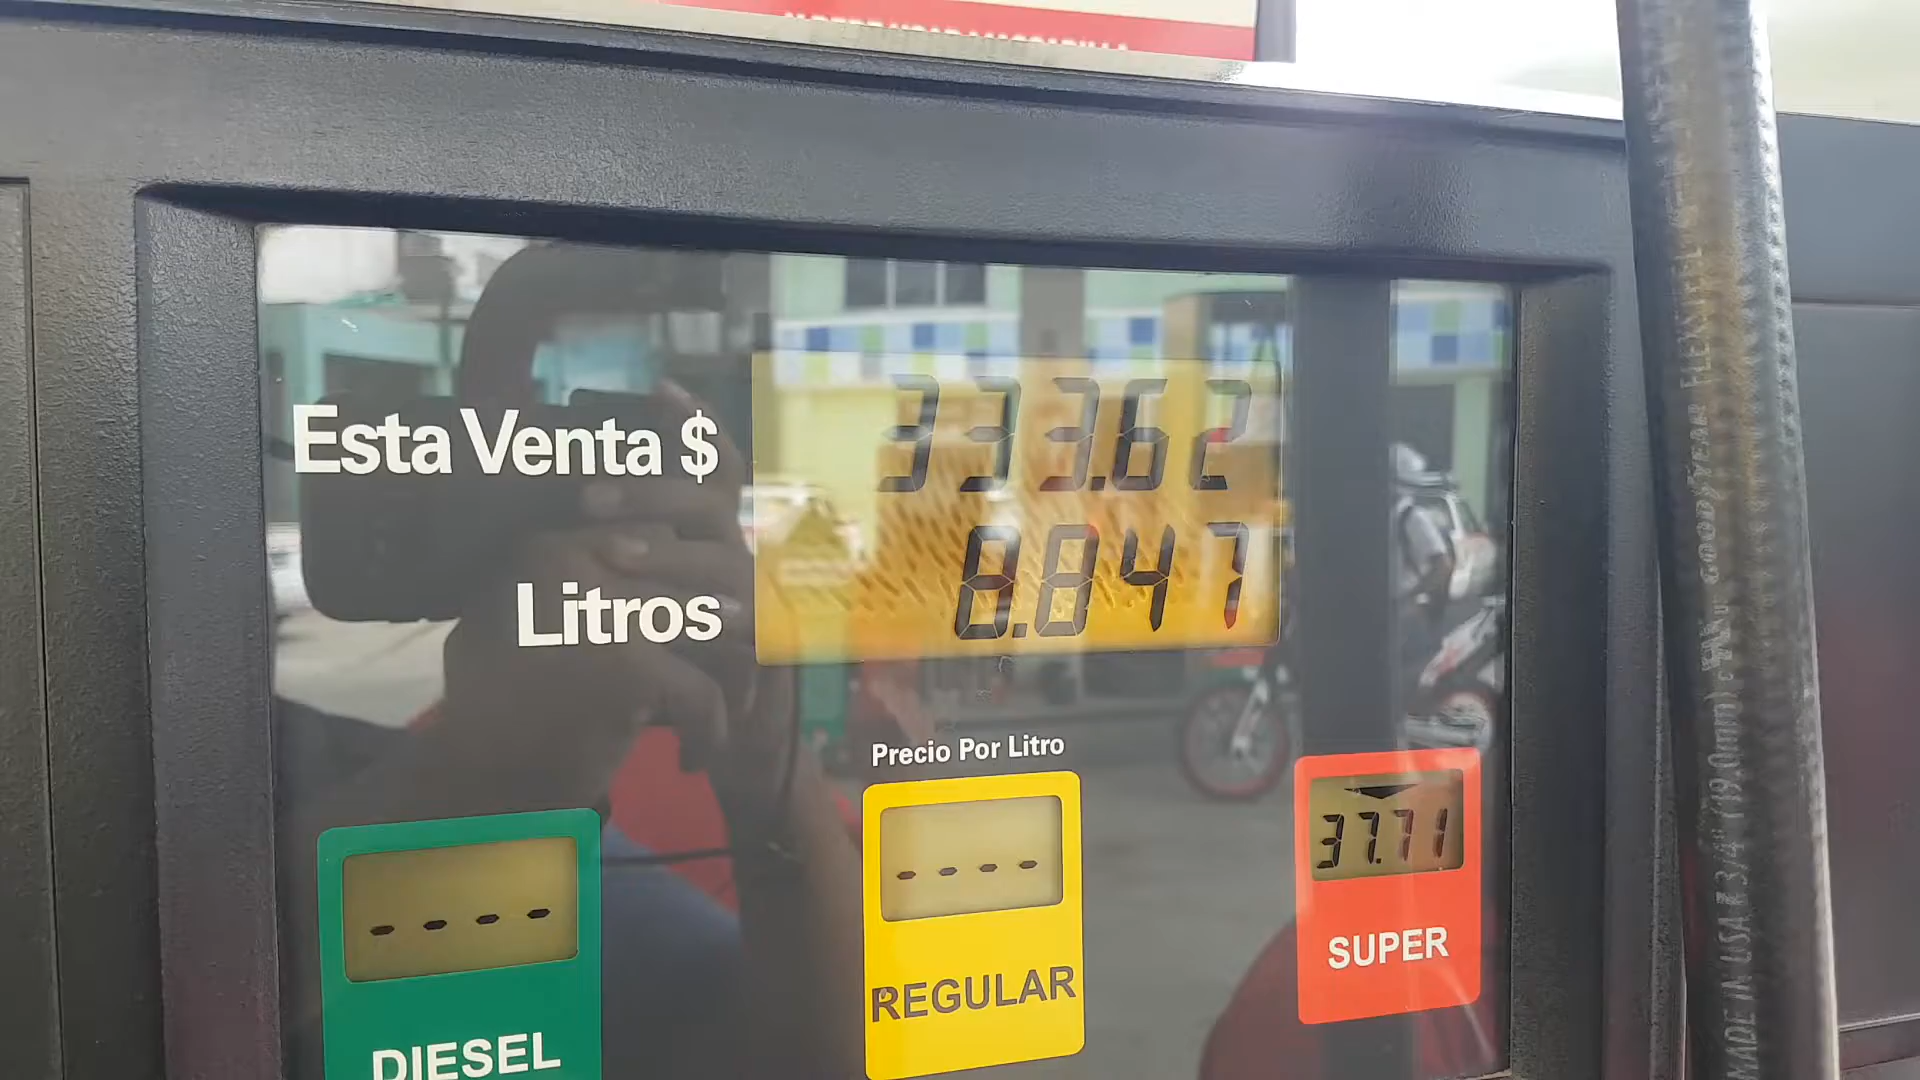 Esta Venta $ 333.62
Litros 8.847
Precio Por Litro
- - - -
DIESEL
- - - -
REGULAR
37.71
SUPER
GOODYEAR FLEXSTEEL
MADE IN USA 3/4" (19.0mm)